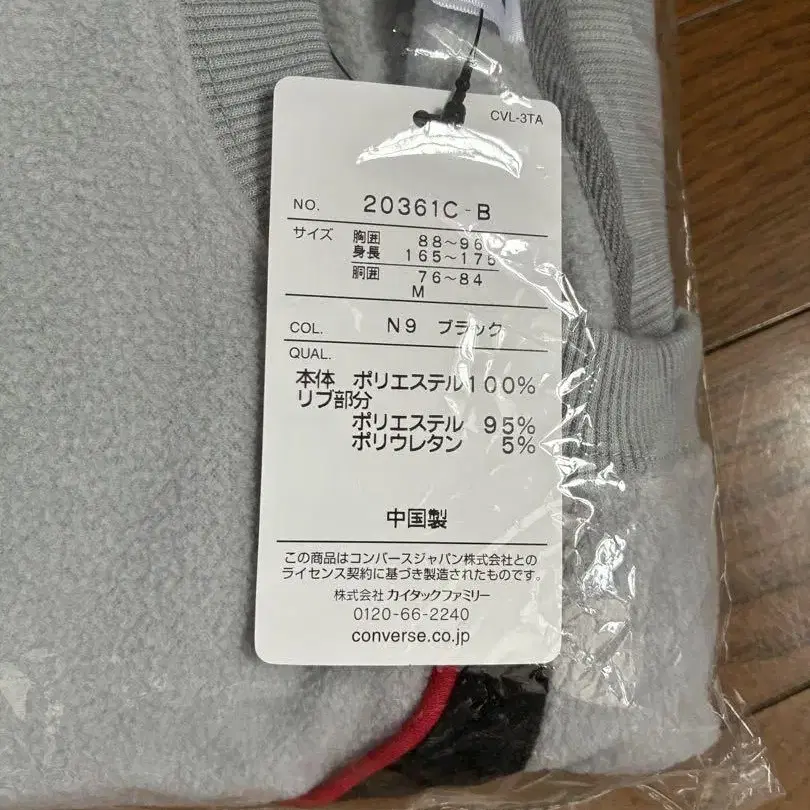 CVL-3TA
NO. 20361C-B
サイズ 胸囲 88～96
身長 165～175
胴囲 76～84
M
COL. N9 ブラック
QUAL.
本体 ポリエステル100%
リブ部分
ポリエステル 95%
ポリウレタン 5%
中国製
この商品はコンバースジャパン株式会社との
ライセンス契約に基づき製造されたものです。
株式会社 カイタックファミリー
0120-66-2240
converse.co.jp